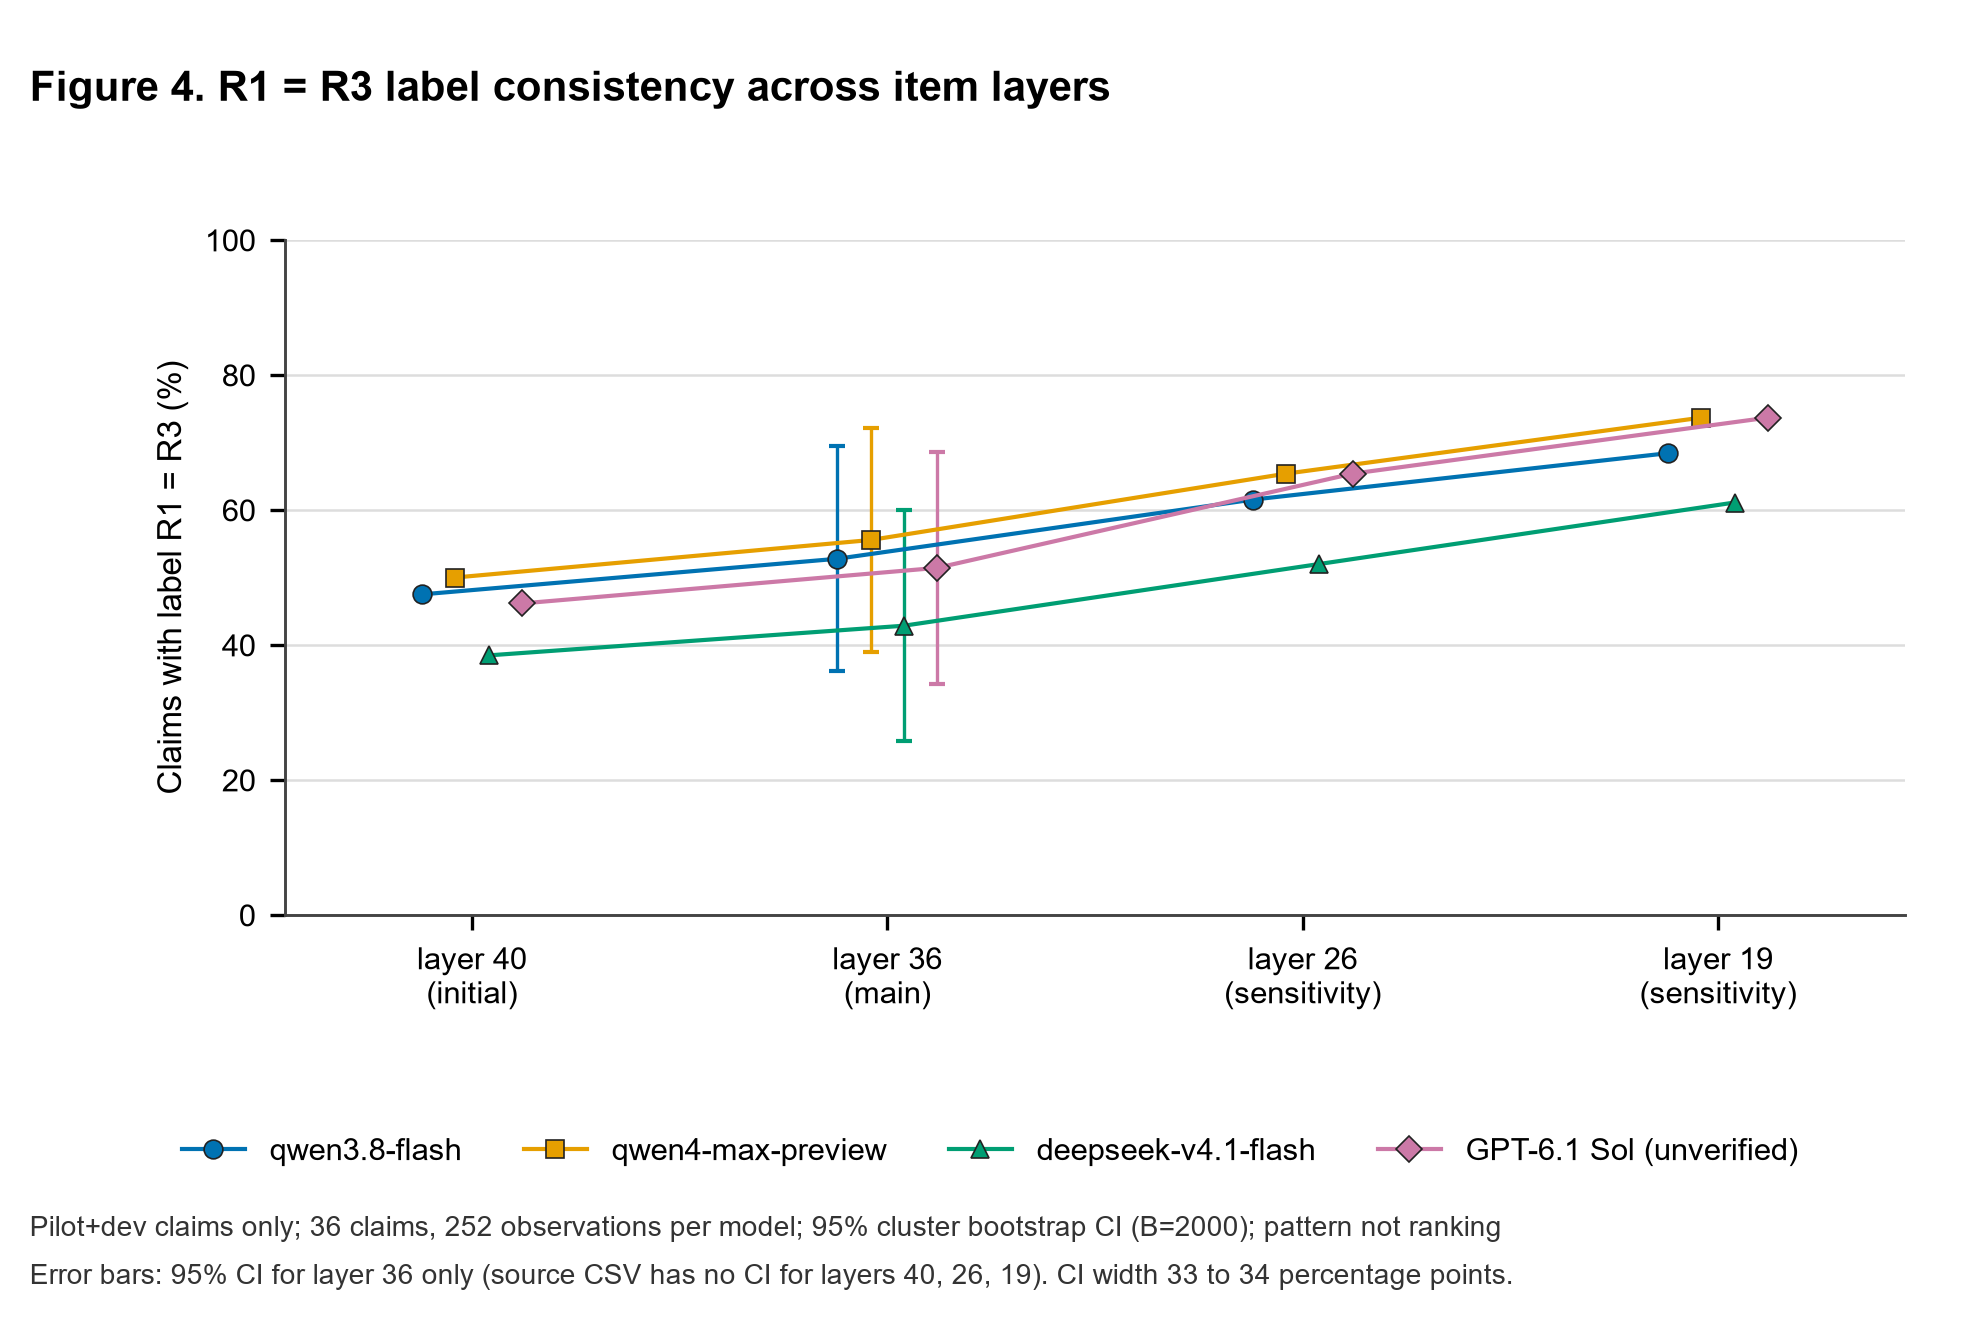 Figure 4. R1 = R3 label consistency across item layers
Claims with label R1 = R3 (%)
100
80
60
40
20
0
layer 40
(initial)
layer 36
(main)
layer 26
(sensitivity)
layer 19
(sensitivity)
qwen3.8-flash
qwen4-max-preview
deepseek-v4.1-flash
GPT-6.1 Sol (unverified)
Pilot+dev claims only; 36 claims, 252 observations per model; 95% cluster bootstrap CI (B=2000); pattern not ranking
Error bars: 95% CI for layer 36 only (source CSV has no CI for layers 40, 26, 19). CI width 33 to 34 percentage points.